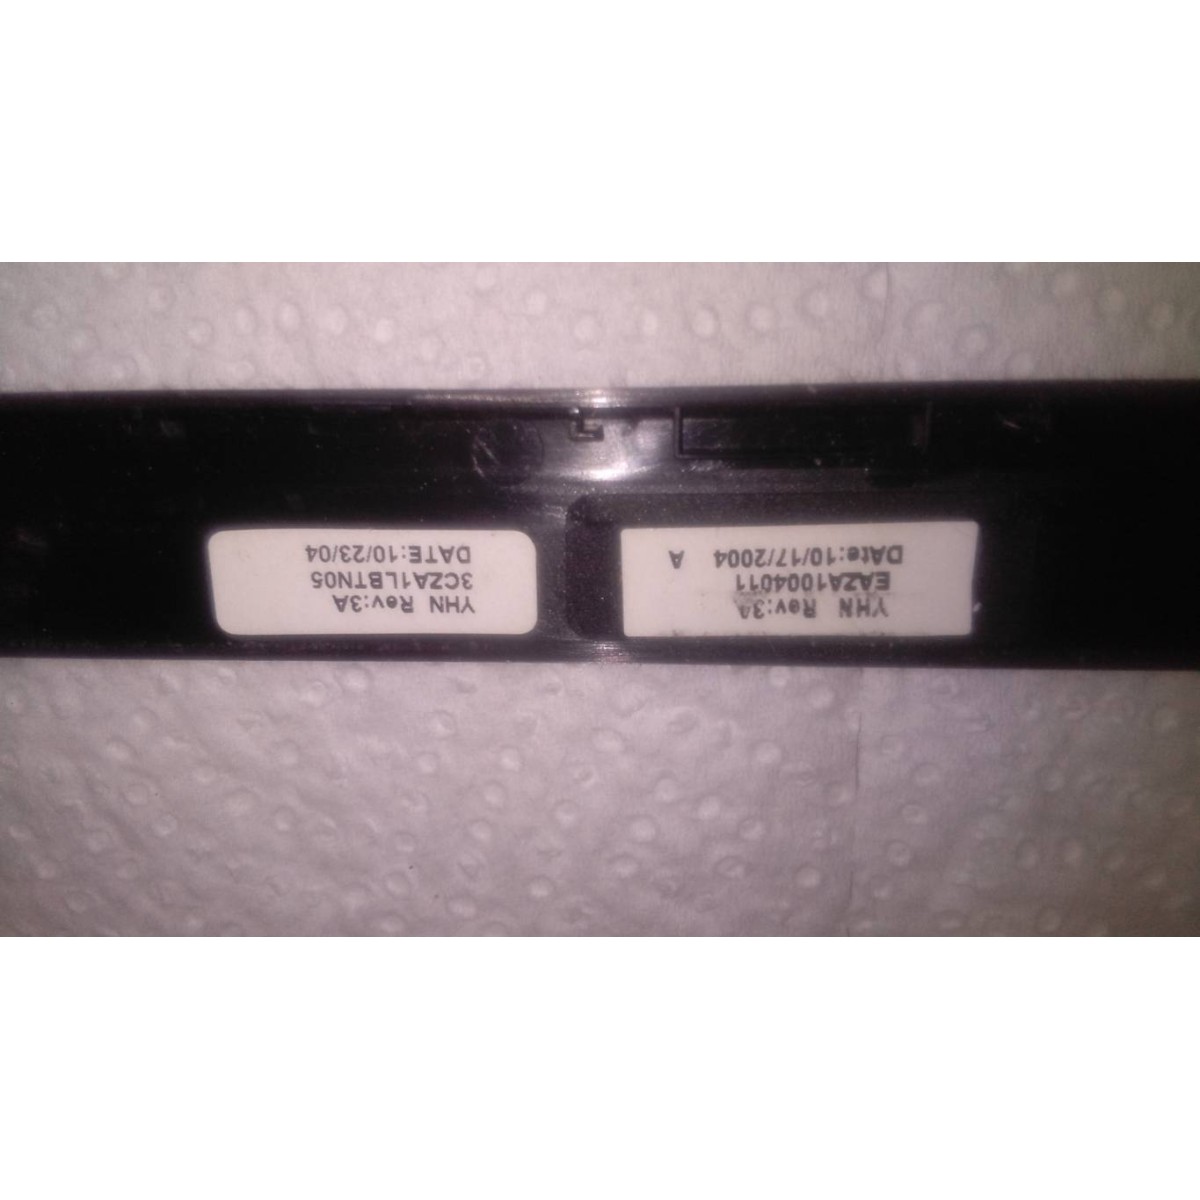 YHN Rev:3A
EAZA1004011
DAte:10/17/2004 A
YHN Rev:3A
3CZA1LBTN05
DATE:10/23/04